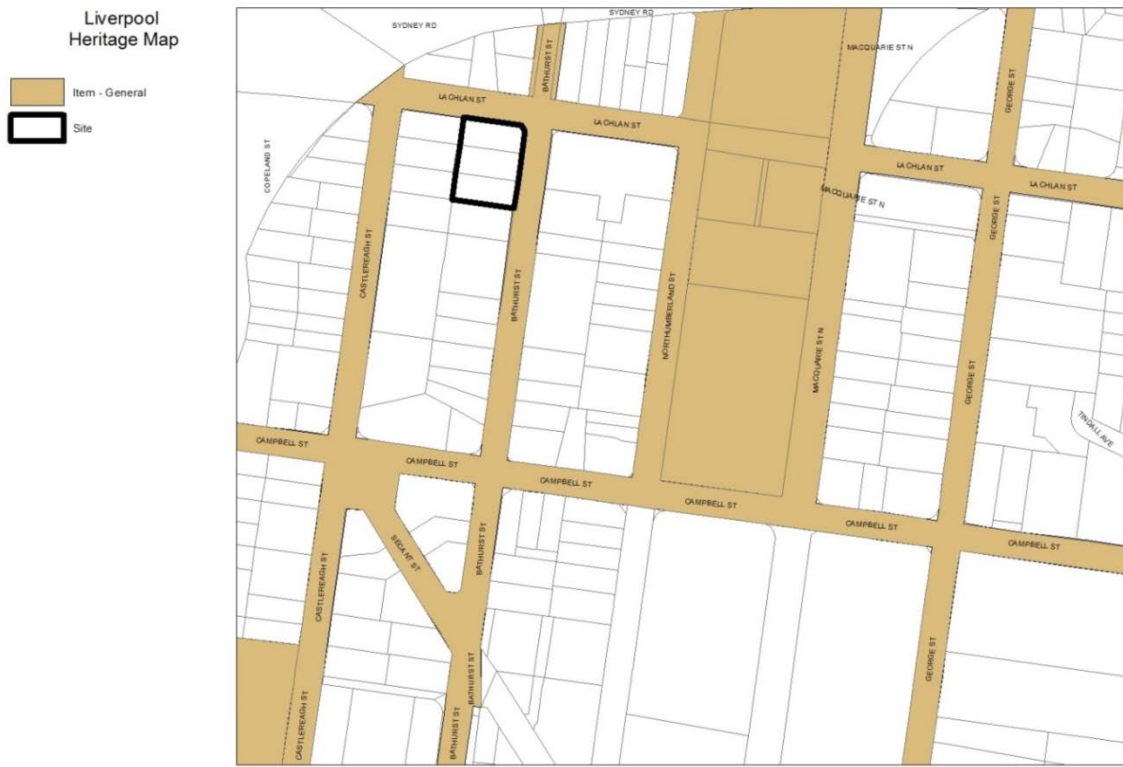 Liverpool
Heritage Map
Item - General
Site
SYDNEY RD
SYDNEY RD
BATHURST ST
MACQUARIE ST N
GEORGE ST
LACHLAN ST
LACHLAN ST
COPELAND ST
LACHLAN ST
LACHLAN ST
MACQUARIE ST N
GEORGE ST
CASTLEREAGH ST
BATHURST ST
NORTHUMBERLAND ST
MACQUARIE ST N
GEORGE ST
TINDALL AVE
CAMPBELL ST
CAMPBELL ST
CAMPBELL ST
CAMPBELL ST
CAMPBELL ST
CAMPBELL ST
SECANT ST
BATHURST ST
CASTLEREAGH ST
GEORGE ST
BATHURST ST
CASTLEREAGH ST
BATHURST ST